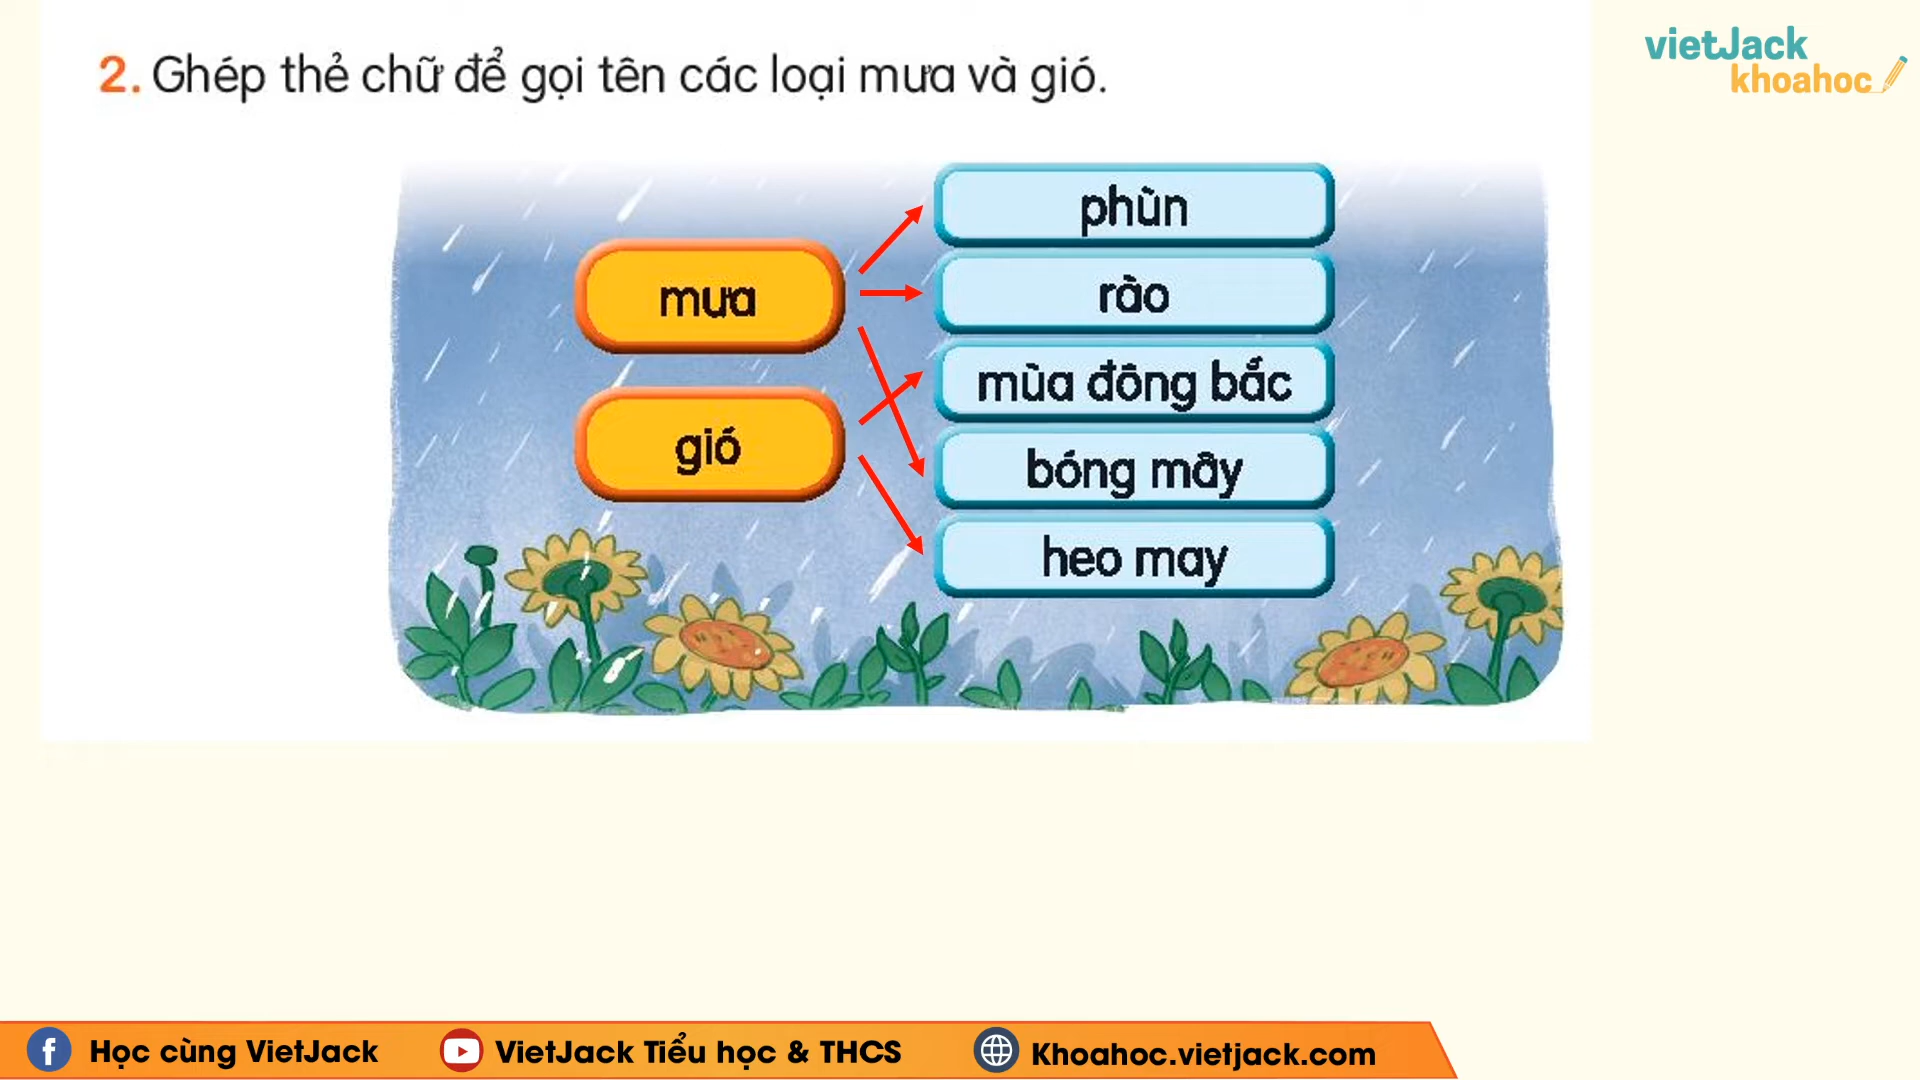 2. Ghép thẻ chữ để gọi tên các loại mưa và gió.
vietJack
khoahoc
mưa
gió
phùn
rào
mùa đông bắc
bóng mây
heo may
Học cùng VietJack
VietJack Tiểu học & THCS
Khoahoc.vietjack.com